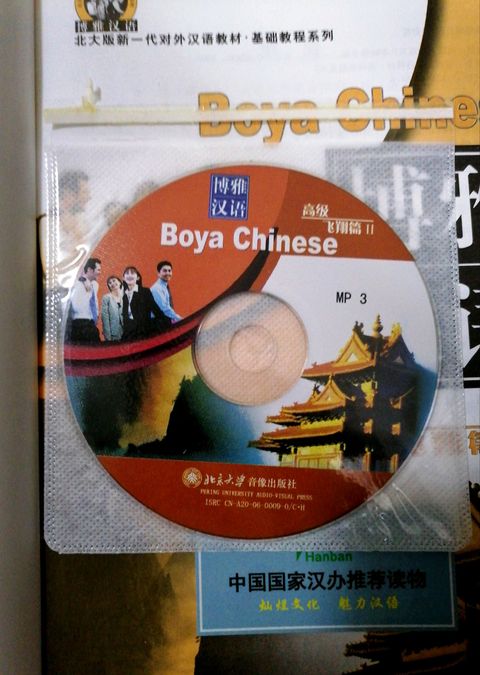 博雅汉语
北大版新一代对外汉语教材·基础教程系列
Boya Chinese
博雅
汉语
高级
飞翔篇 II
Boya Chinese
MP 3
北京大学音像出版社
PEKING UNIVERSITY AUDIO-VISUAL PRESS
ISRC CN-A20-06-0009-0/C·H
Hanban
中国国家汉办推荐读物
灿烂文化 魅力汉语